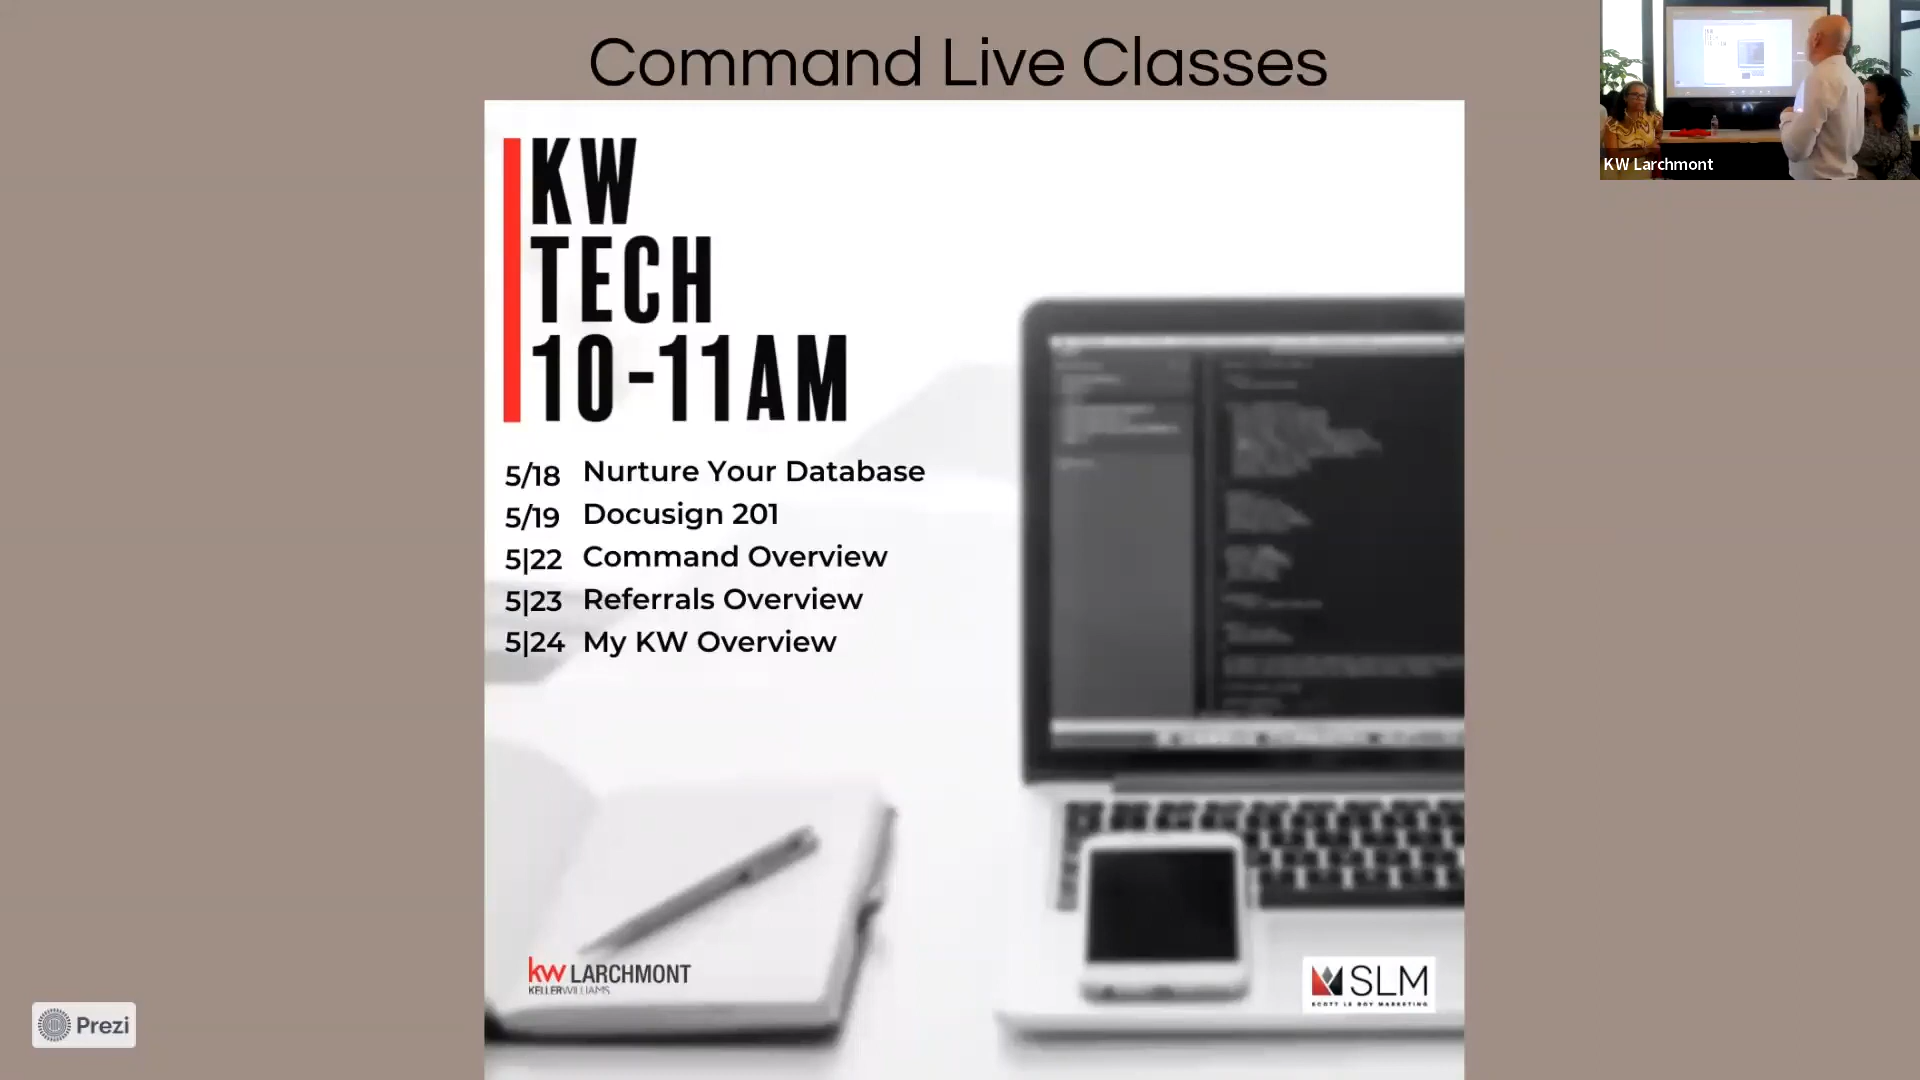 Command Live Classes
KW
TECH
10-11AM
5/18 Nurture Your Database
5/19 Docusign 201
5|22 Command Overview
5|23 Referrals Overview
5|24 My KW Overview
kw LARCHMONT
KELLERWILLIAMS
SLM
SCOTT LE ROY MARKETING
Prezi
KW Larchmont